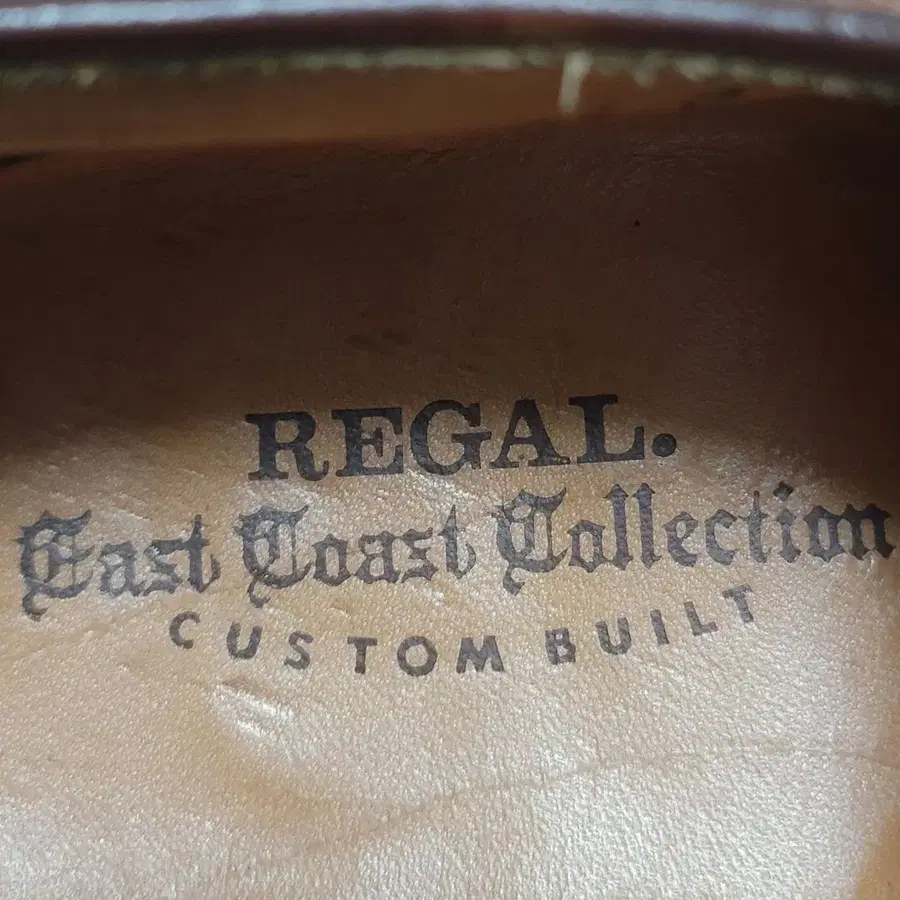 REGAL.
East Coast Collection
CUSTOM BUILT